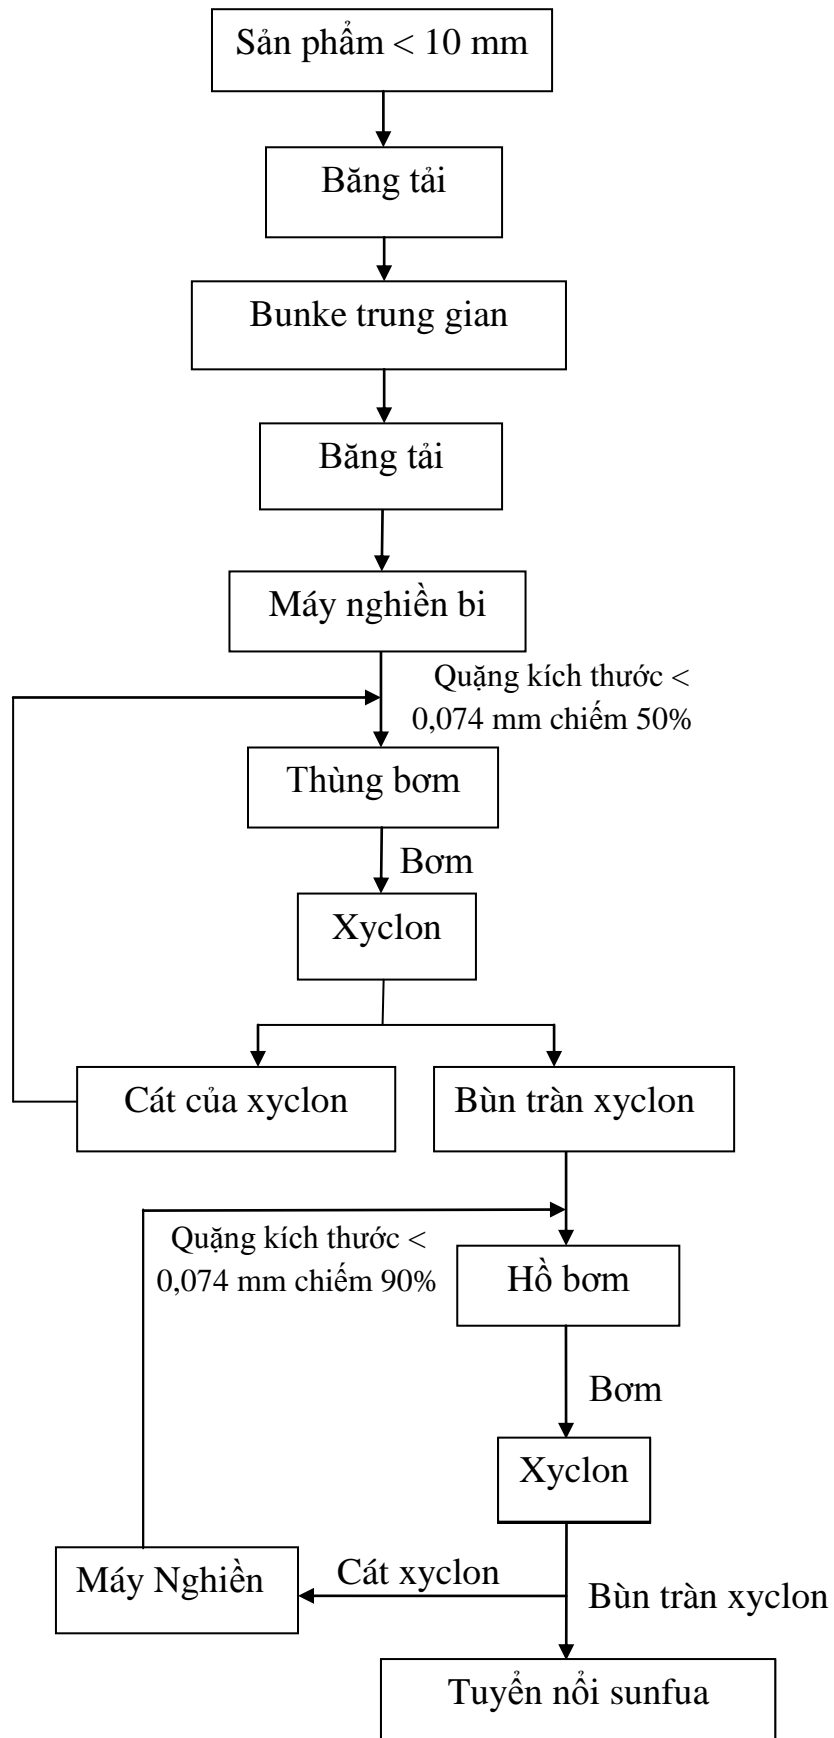 Sản phẩm < 10 mm
Băng tải
Bunke trung gian
Băng tải
Máy nghiền bi
Quặng kích thước <
0,074 mm chiếm 50%
Thùng bơm
Bơm
Xyclon
Cát của xyclon
Bùn tràn xyclon
Quặng kích thước <
0,074 mm chiếm 90%
Hồ bơm
Bơm
Xyclon
Máy Nghiền
Cát xyclon
Bùn tràn xyclon
Tuyển nổi sunfua